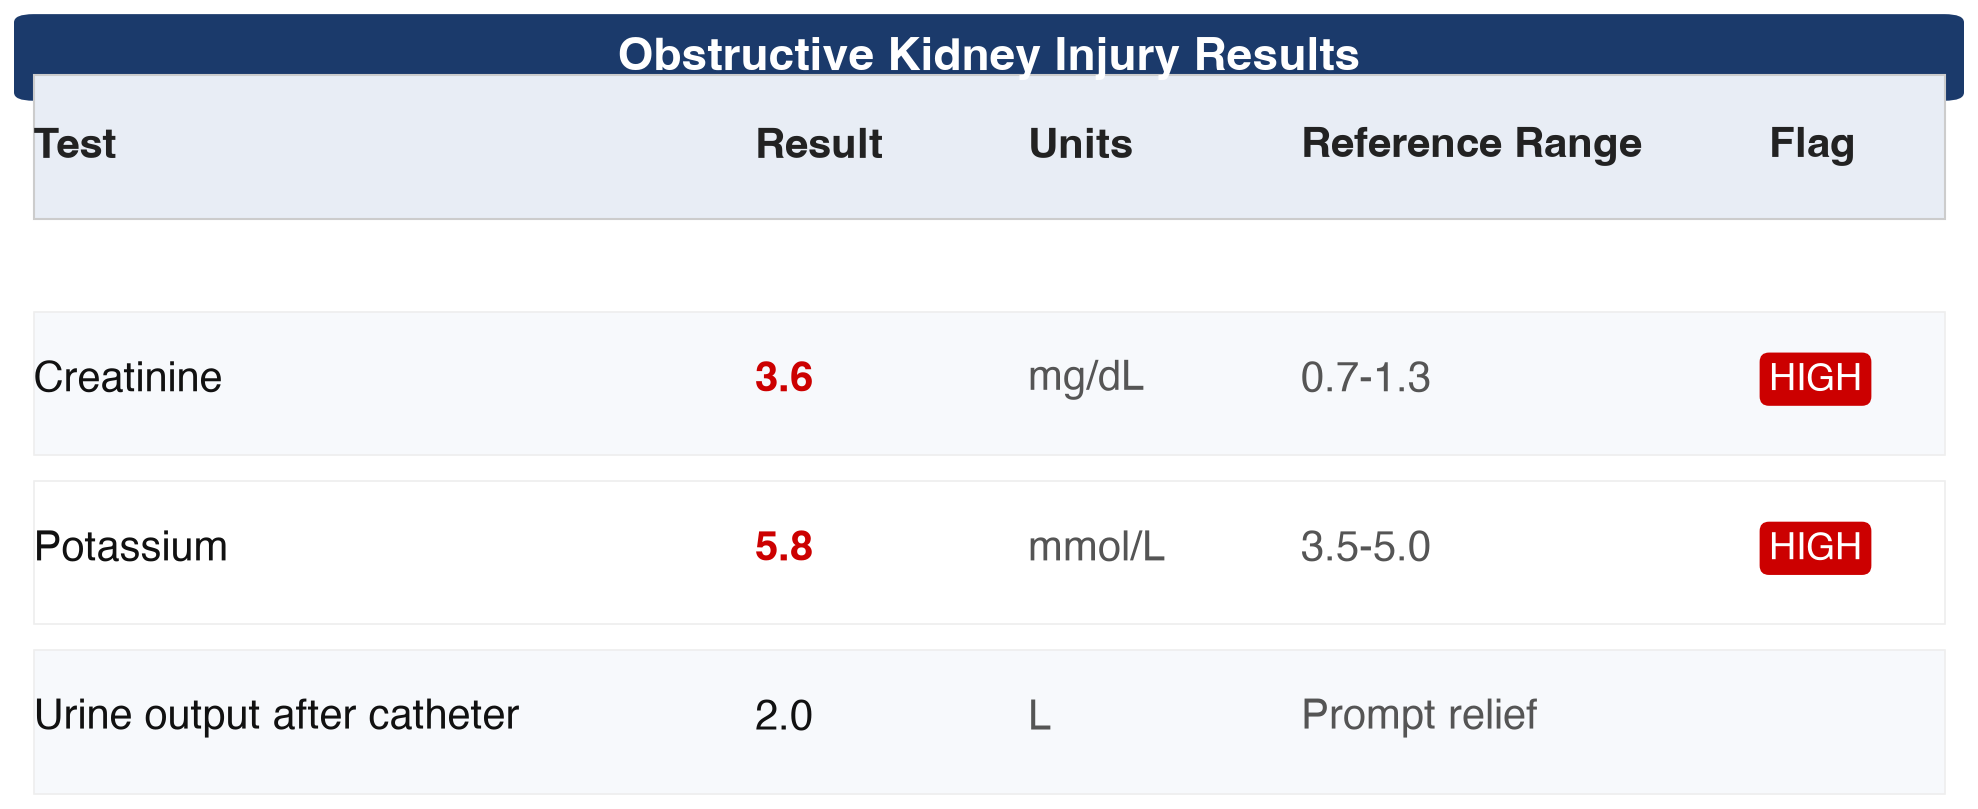 Obstructive Kidney Injury Results
Test Result Units Reference Range Flag
Creatinine 3.6 mg/dL 0.7-1.3 HIGH
Potassium 5.8 mmol/L 3.5-5.0 HIGH
Urine output after catheter 2.0 L Prompt relief